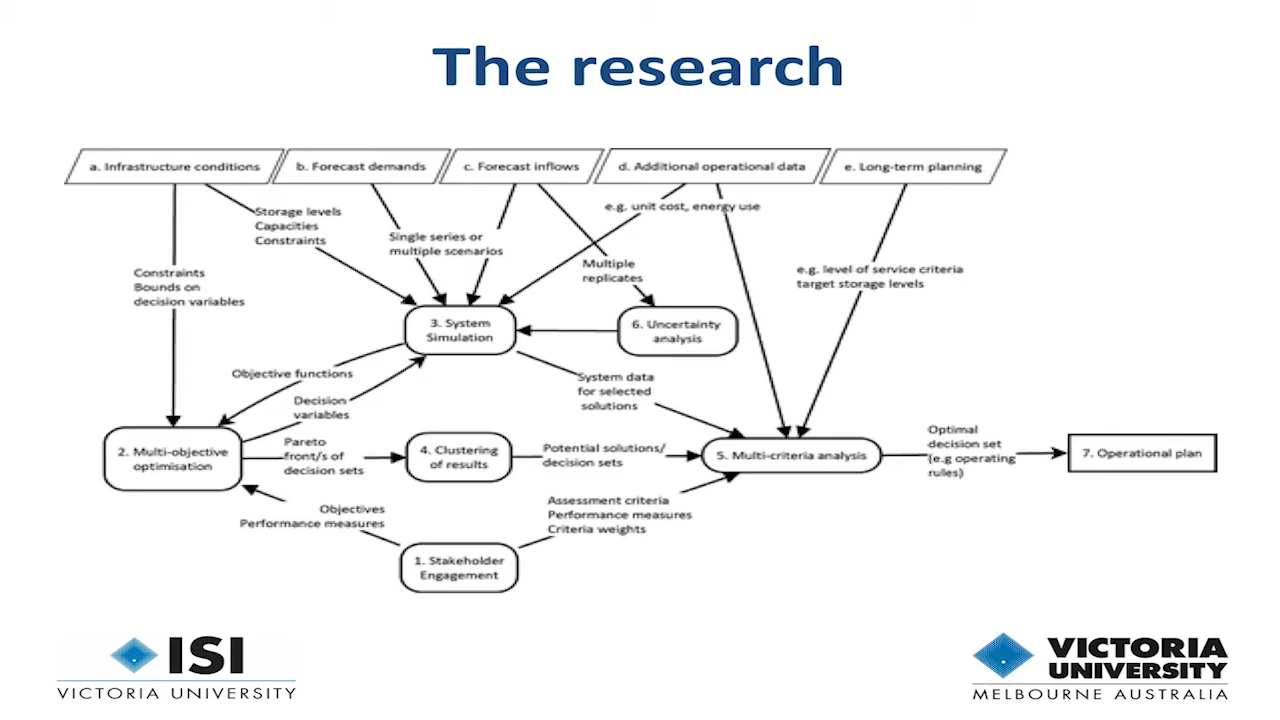 The research
a. Infrastructure conditions
b. Forecast demands
c. Forecast inflows
d. Additional operational data
e. Long-term planning
Storage levels
Capacities
Constraints
Single series or
multiple scenarios
e.g. unit cost, energy use
Multiple
replicates
Constraints
Bounds on
decision variables
e.g. level of service criteria
target storage levels
3. System
Simulation
6. Uncertainty
analysis
Objective functions
Decision
variables
System data
for selected
solutions
2. Multi-objective
optimisation
Pareto
front/s of
decision sets
4. Clustering
of results
Potential solutions/
decision sets
5. Multi-criteria analysis
Optimal
decision set
(e.g operating
rules)
7. Operational plan
Objectives
Performance measures
Assessment criteria
Performance measures
Criteria weights
1. Stakeholder
Engagement
ISI
VICTORIA UNIVERSITY
VICTORIA
UNIVERSITY
MELBOURNE AUSTRALIA